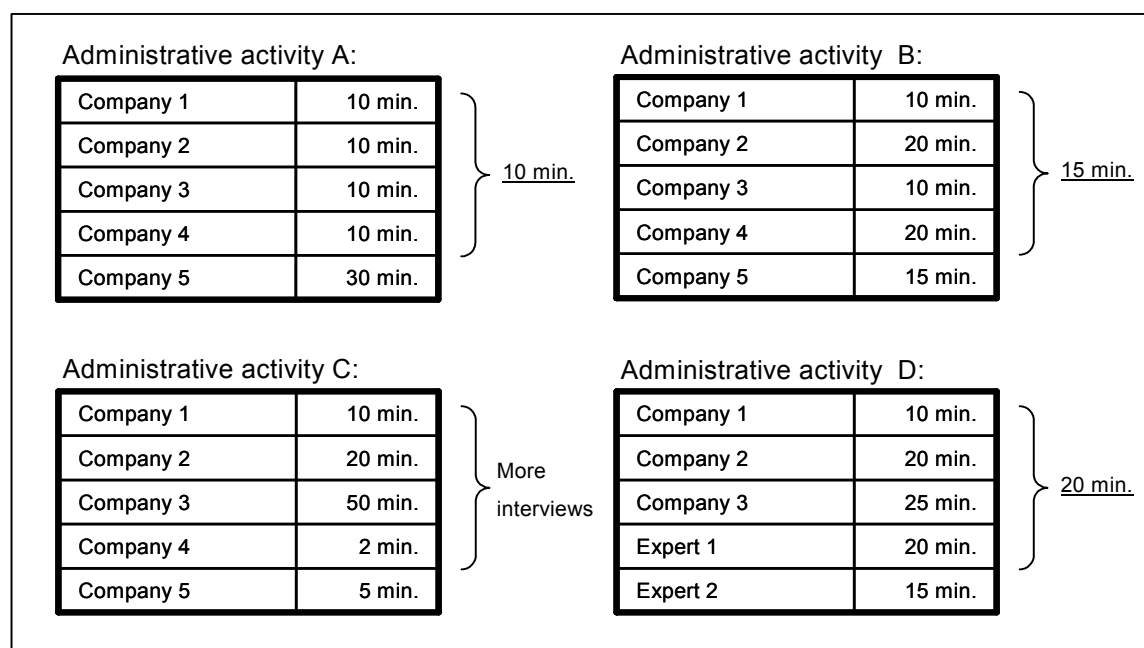 Administrative activity A:
Company 1 10 min.
Company 2 10 min.
Company 3 10 min.
Company 4 10 min.
Company 5 30 min.
10 min.
Administrative activity B:
Company 1 10 min.
Company 2 20 min.
Company 3 10 min.
Company 4 20 min.
Company 5 15 min.
15 min.
Administrative activity C:
Company 1 10 min.
Company 2 20 min.
Company 3 50 min.
Company 4 2 min.
Company 5 5 min.
More
interviews
Administrative activity D:
Company 1 10 min.
Company 2 20 min.
Company 3 25 min.
Expert 1 20 min.
Expert 2 15 min.
20 min.